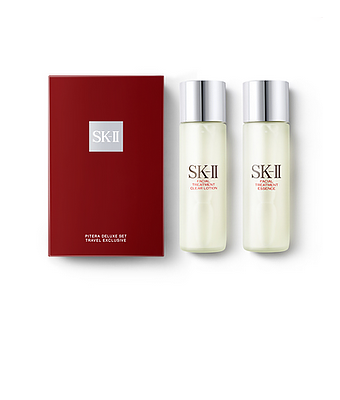 SK-II
PITERA DELUXE SET
TRAVEL EXCLUSIVE
SK-II
FACIAL
TREATMENT
CLEAR LOTION
SK-II
FACIAL
TREATMENT
ESSENCE